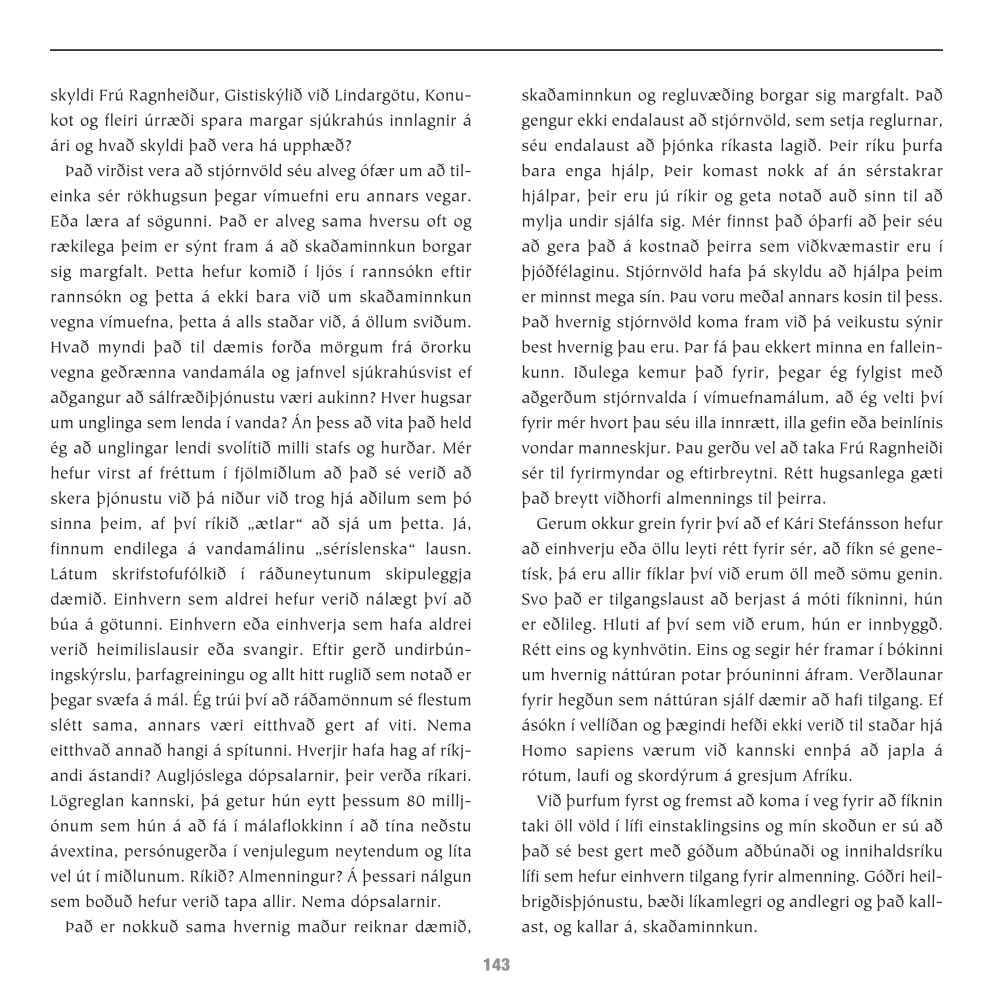 skyldi Frú Ragnheiður, Gistiskýlið við Lindargötu, Konu-
kot og fleiri úrræði spara margar sjúkrahús innlagnir á
ári og hvað skyldi það vera há upphæð?
Það virðist vera að stjórnvöld séu alveg ófær um að til-
einka sér rökhugsun þegar vímuefni eru annars vegar.
Eða læra af sögunni. Það er alveg sama hversu oft og
rækilega þeim er sýnt fram á að skaðaminnkun borgar
sig margfalt. Þetta hefur komið í ljós í rannsókn eftir
rannsókn og þetta á ekki bara við um skaðaminnkun
vegna vímuefna, þetta á alls staðar við, á öllum sviðum.
Hvað myndi það til dæmis forða mörgum frá örorku
vegna geðrænna vandamála og jafnvel sjúkrahúsvist ef
aðgangur að sálfræðiþjónustu væri aukinn? Hver hugsar
um unglinga sem lenda í vanda? Án þess að vita það held
ég að unglingar lendi svolítið milli stafs og hurðar. Mér
hefur virst af fréttum í fjölmiðlum að það sé verið að
skera þjónustu við þá niður við trog hjá aðilum sem þó
sinna þeim, af því ríkið „ætlar“ að sjá um þetta. Já,
finnum endilega á vandamálinu „séríslenska“ lausn.
Látum skrifstofufólkið í ráðuneytunum skipuleggja
dæmið. Einhvern sem aldrei hefur verið nálægt því að
búa á götunni. Einhvern eða einhverja sem hafa aldrei
verið heimilislausir eða svangir. Eftir gerð undirbún-
ingskýrslu, þarfagreiningu og allt hitt ruglið sem notað er
þegar svæfa á mál. Ég trúi því að ráðamönnum sé flestum
slétt sama, annars væri eitthvað gert af viti. Nema
eitthvað annað hangi á spítunni. Hverjir hafa hag af ríkj-
andi ástandi? Augljóslega dópsalarnir, þeir verða ríkari.
Lögreglan kannski, þá getur hún eytt þessum 80 millj-
ónum sem hún á að fá í málaflokkinn í að tína neðstu
ávextina, persónugerða í venjulegum neytendum og líta
vel út í miðlunum. Ríkið? Almenningur? Á þessari nálgun
sem boðuð hefur verið tapa allir. Nema dópsalarnir.
Það er nokkuð sama hvernig maður reiknar dæmið,
skaðaminnkun og regluvæðing borgar sig margfalt. Það
gengur ekki endalaust að stjórnvöld, sem setja reglurnar,
séu endalaust að þjónka ríkasta lagið. Þeir ríku þurfa
bara enga hjálp, Þeir komast nokk af án sérstakrar
hjálpar, þeir eru jú ríkir og geta notað auð sinn til að
mylja undir sjálfa sig. Mér finnst það óþarfi að þeir séu
að gera það á kostnað þeirra sem viðkvæmastir eru í
þjóðfélaginu. Stjórnvöld hafa þá skyldu að hjálpa þeim
er minnst mega sín. Þau voru meðal annars kosin til þess.
Það hvernig stjórnvöld koma fram við þá veikustu sýnir
best hvernig þau eru. Þar fá þau ekkert minna en fallein-
kunn. Iðulega kemur það fyrir, þegar ég fylgist með
aðgerðum stjórnvalda í vímuefnamálum, að ég velti því
fyrir mér hvort þau séu illa innrætt, illa gefin eða beinlínis
vondar manneskjur. Þau gerðu vel að taka Frú Ragnheiði
sér til fyrirmyndar og eftirbreytni. Rétt hugsanlega gæti
það breytt viðhorfi almennings til þeirra.
Gerum okkur grein fyrir því að ef Kári Stefánsson hefur
að einhverju eða öllu leyti rétt fyrir sér, að fíkn sé gene-
tísk, þá eru allir fíklar því við erum öll með sömu genin.
Svo það er tilgangslaust að berjast á móti fíkninni, hún
er eðlileg. Hluti af því sem við erum, hún er innbyggð.
Rétt eins og kynhvötin. Eins og segir hér framar í bókinni
um hvernig náttúran potar þróuninni áfram. Verðlaunar
fyrir hegðun sem náttúran sjálf dæmir að hafi tilgang. Ef
ásókn í vellíðan og þægindi hefði ekki verið til staðar hjá
Homo sapiens værum við kannski ennþá að japla á
rótum, laufi og skordýrum á gresjum Afríku.
Við þurfum fyrst og fremst að koma í veg fyrir að fíknin
taki öll völd í lífi einstaklingsins og mín skoðun er sú að
það sé best gert með góðum aðbúnaði og innihaldsríku
lífi sem hefur einhvern tilgang fyrir almenning. Góðri heil-
brigðisþjónustu, bæði líkamlegri og andlegri og það kall-
ast, og kallar á, skaðaminnkun.
143